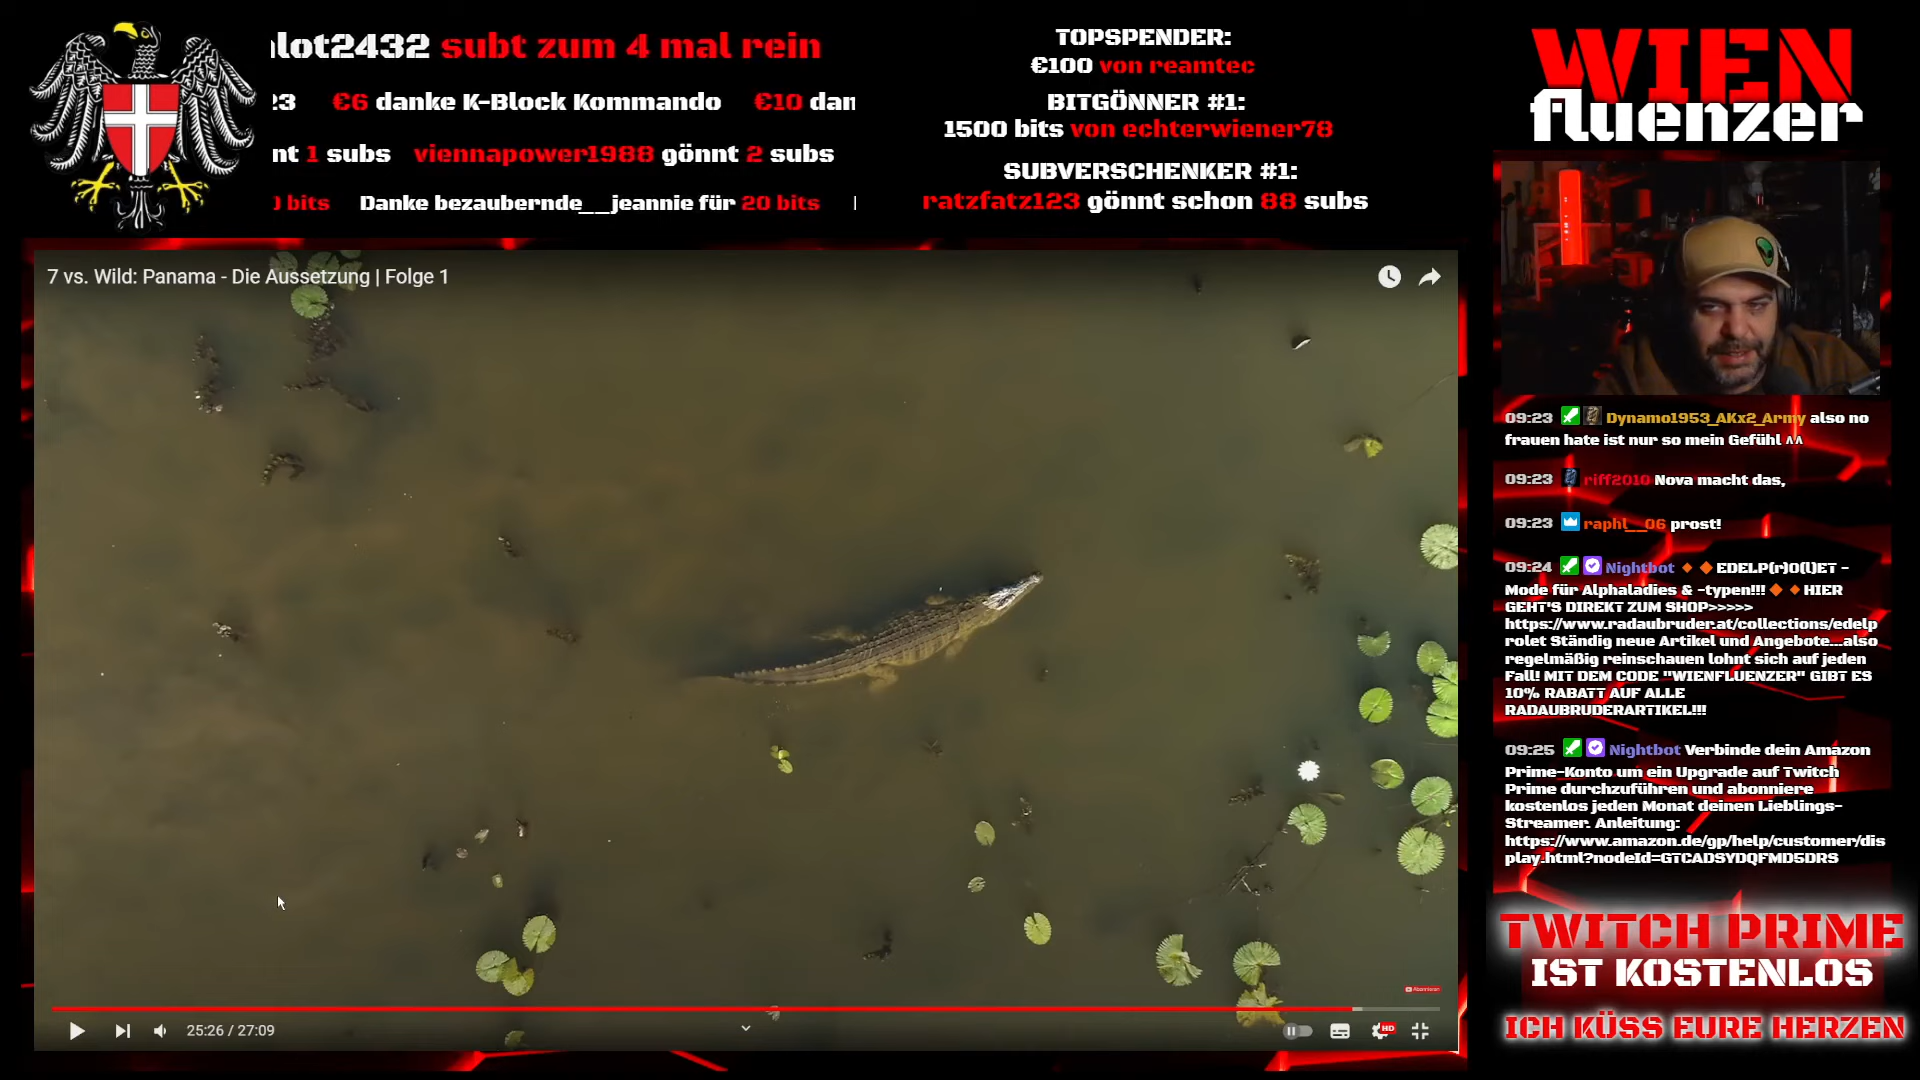 lot2432 subt zum 4 mal rein
€6 danke K-Block Kommando €10 dan
nt 1 subs viennapower1988 gönnt 2 subs
0 bits Danke bezaubernde__jeannie für 20 bits
TOPSPENDER:
€100 von reamtec
BITGÖNNER #1:
1500 bits von echterwiener78
SUBVERSCHENKER #1:
ratzfatz123 gönnt schon 88 subs
WIEN
fluenzer
7 vs. Wild: Panama - Die Aussetzung | Folge 1
09:23 Dynamo1953_AKx2_Army also no
frauen hate ist nur so mein Gefühl ^^
09:23 riff2010 Nova macht das,
09:23 raphl__06 prost!
09:24 Nightbot EDELP(r)O(l)ET -
Mode für Alphaladies & -typen!!! HIER
GEHT'S DIREKT ZUM SHOP>>>>>
https://www.radaubruder.at/collections/edelp
rolet Ständig neue Artikel und Angebote...also
regelmäßig reinschauen lohnt sich auf jeden
Fall! MIT DEM CODE "WIENFLUENZER" GIBT ES
10% RABATT AUF ALLE
RADAUBRUDERARTIKEL!!!
09:25 Nightbot Verbinde dein Amazon
Prime-Konto um ein Upgrade auf Twitch
Prime durchzuführen und abonniere
kostenlos jeden Monat deinen Lieblings-
Streamer. Anleitung:
https://www.amazon.de/gp/help/customer/dis
play.html?nodeId=GTCADSYDQFMD5DRS
TWITCH PRIME
IST KOSTENLOS
ICH KÜSS EURE HERZEN
Abonnieren
25:26 / 27:09
HD